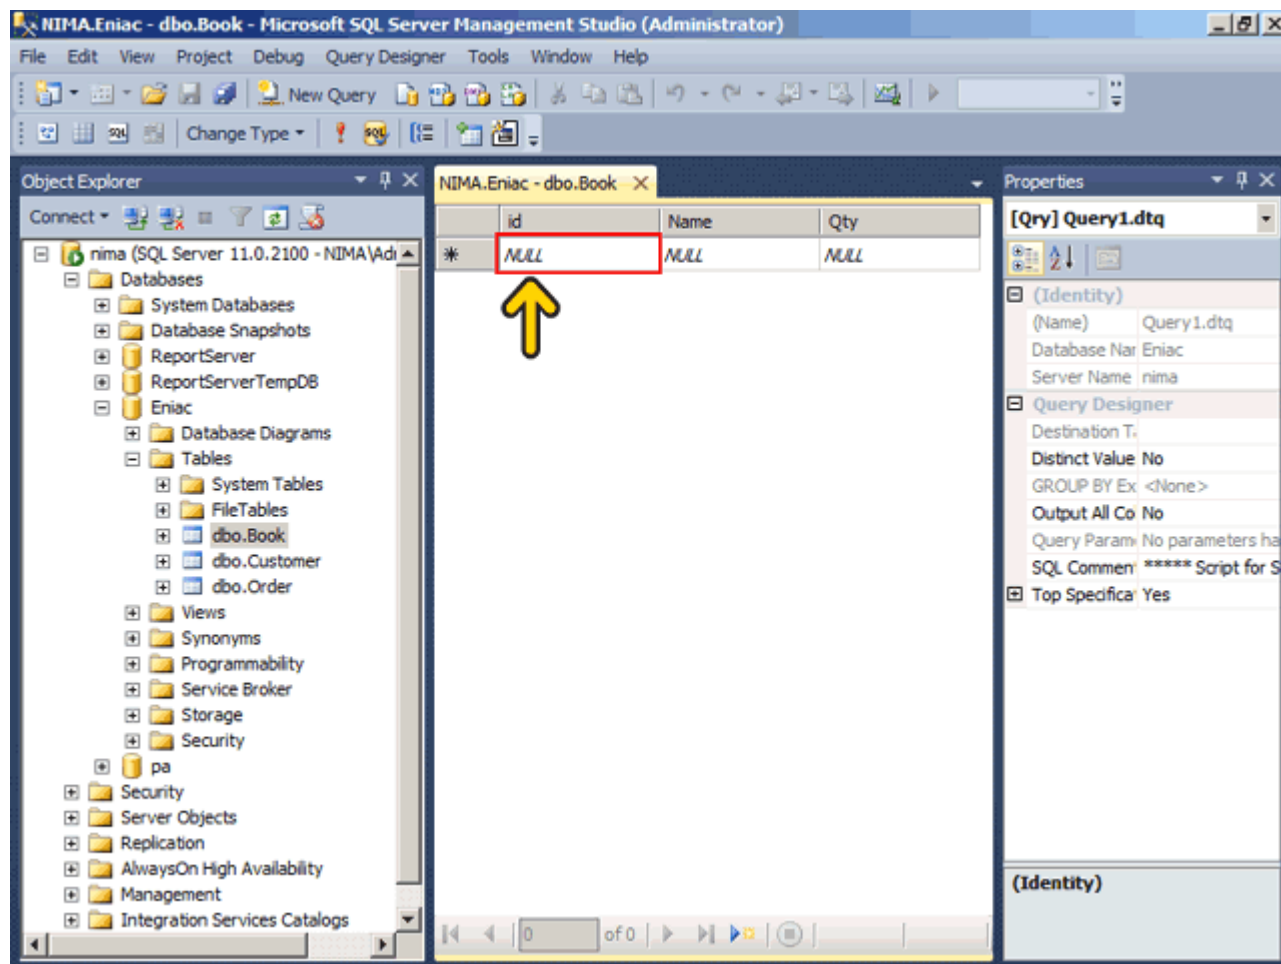 NIMA.Eniac - dbo.Book - Microsoft SQL Server Management Studio (Administrator)
File Edit View Project Debug Query Designer Tools Window Help
New Query
Change Type
Object Explorer
Connect
nima (SQL Server 11.0.2100 - NIMA\Adı
Databases
System Databases
Database Snapshots
ReportServer
ReportServerTempDB
Eniac
Database Diagrams
Tables
System Tables
FileTables
dbo.Book
dbo.Customer
dbo.Order
Views
Synonyms
Programmability
Service Broker
Storage
Security
pa
Security
Server Objects
Replication
AlwaysOn High Availability
Management
Integration Services Catalogs
NIMA.Eniac - dbo.Book
id Name Qty
NULL NULL NULL
0 of 0
Properties
[Qry] Query1.dtq
(Identity)
(Name) Query1.dtq
Database Nar Eniac
Server Name nima
Query Designer
Destination T
Distinct Value No
GROUP BY Ex <None>
Output All Co No
Query Param No parameters ha
SQL Commen ***** Script for S
Top Specifica Yes
(Identity)